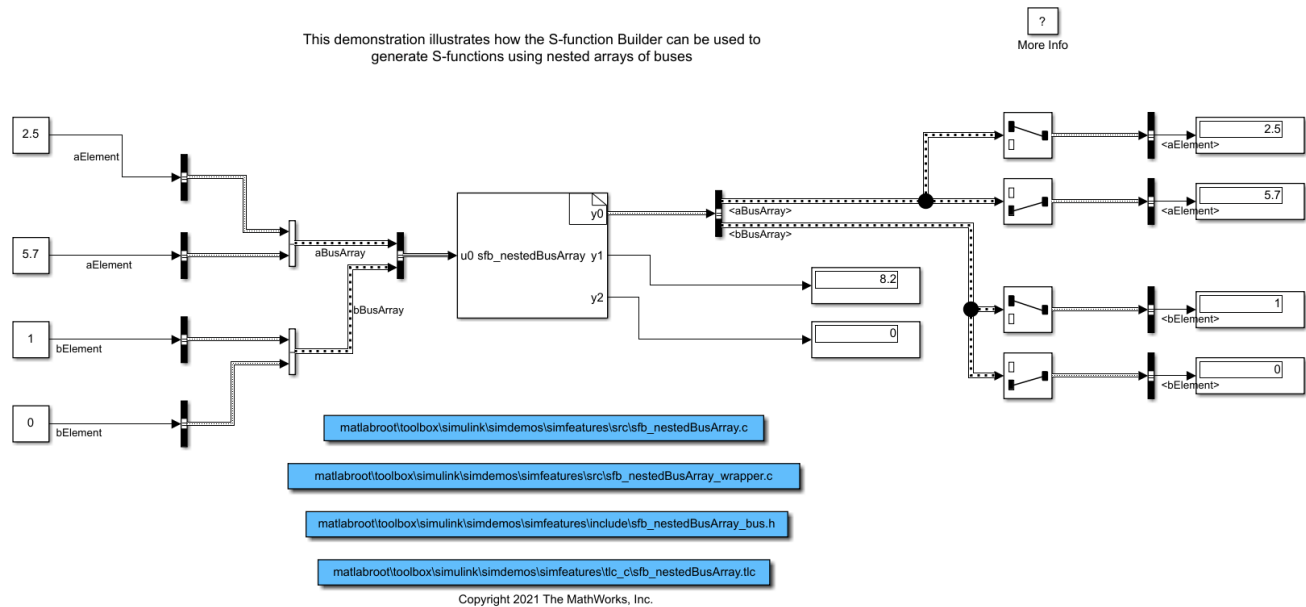 ?
More Info
This demonstration illustrates how the S-function Builder can be used to
generate S-functions using nested arrays of buses
2.5
aElement
5.7
aElement
1
bElement
0
bElement
aBusArray
bBusArray
u0 sfb_nestedBusArray y1
y0
y2
<aBusArray>
<bBusArray>
8.2
0
<aElement>
2.5
<aElement>
5.7
<bElement>
1
<bElement>
0
matlabroot\toolbox\simulink\simdemos\simfeatures\src\sfb_nestedBusArray.c
matlabroot\toolbox\simulink\simdemos\simfeatures\src\sfb_nestedBusArray_wrapper.c
matlabroot\toolbox\simulink\simdemos\simfeatures\include\sfb_nestedBusArray_bus.h
matlabroot\toolbox\simulink\simdemos\simfeatures\tlc_c\sfb_nestedBusArray.tlc
Copyright 2021 The MathWorks, Inc.